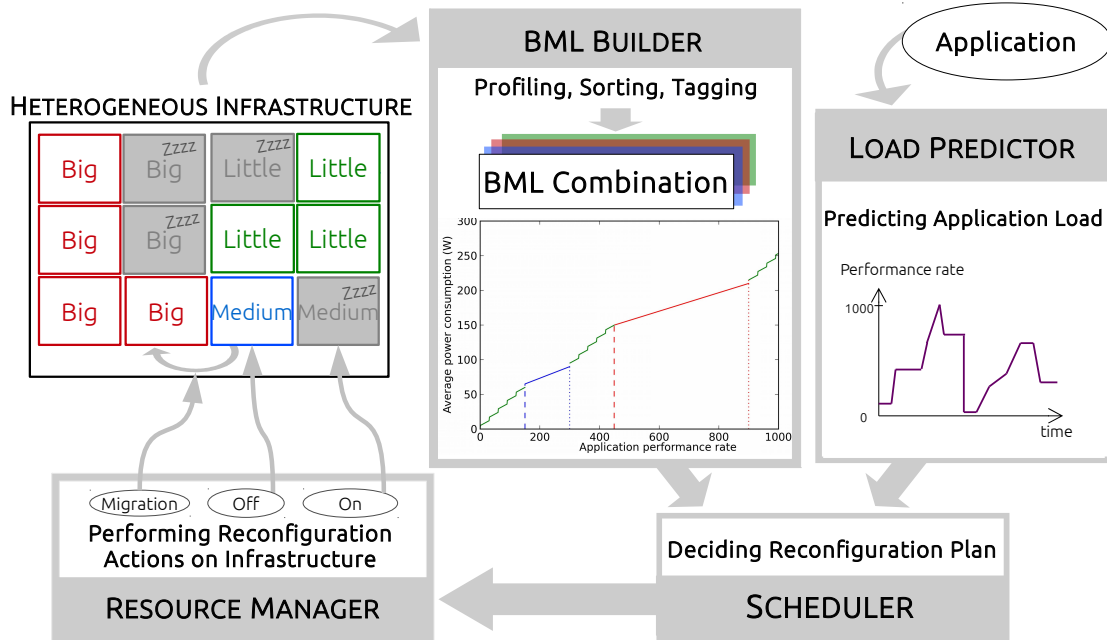 HETEROGENEOUS INFRASTRUCTURE
Big
Zzzz
Big
Zzzz
Little
Little
Big
Zzzz
Big
Little
Little
Big
Big
Medium
Zzzz
Medium
BML BUILDER
Profiling, Sorting, Tagging
BML Combination
Average power consumption (W)
300
250
200
150
100
50
0
0 200 400 600 800 1000
Application performance rate
Application
LOAD PREDICTOR
Predicting Application Load
Performance rate
1000
0
time
Migration Off On
Performing Reconfiguration
Actions on Infrastructure
RESOURCE MANAGER
Deciding Reconfiguration Plan
SCHEDULER